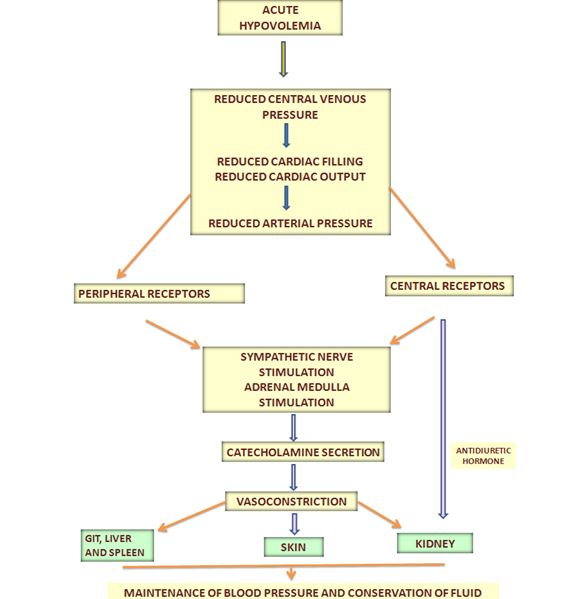 ACUTE
HYPOVOLEMIA
REDUCED CENTRAL VENOUS
PRESSURE
REDUCED CARDIAC FILLING
REDUCED CARDIAC OUTPUT
REDUCED ARTERIAL PRESSURE
PERIPHERAL RECEPTORS
CENTRAL RECEPTORS
SYMPATHETIC NERVE
STIMULATION
ADRENAL MEDULLA
STIMULATION
CATECHOLAMINE SECRETION
ANTIDIURETIC
HORMONE
VASOCONSTRICTION
GIT, LIVER
AND SPLEEN
SKIN
KIDNEY
MAINTENANCE OF BLOOD PRESSURE AND CONSERVATION OF FLUID